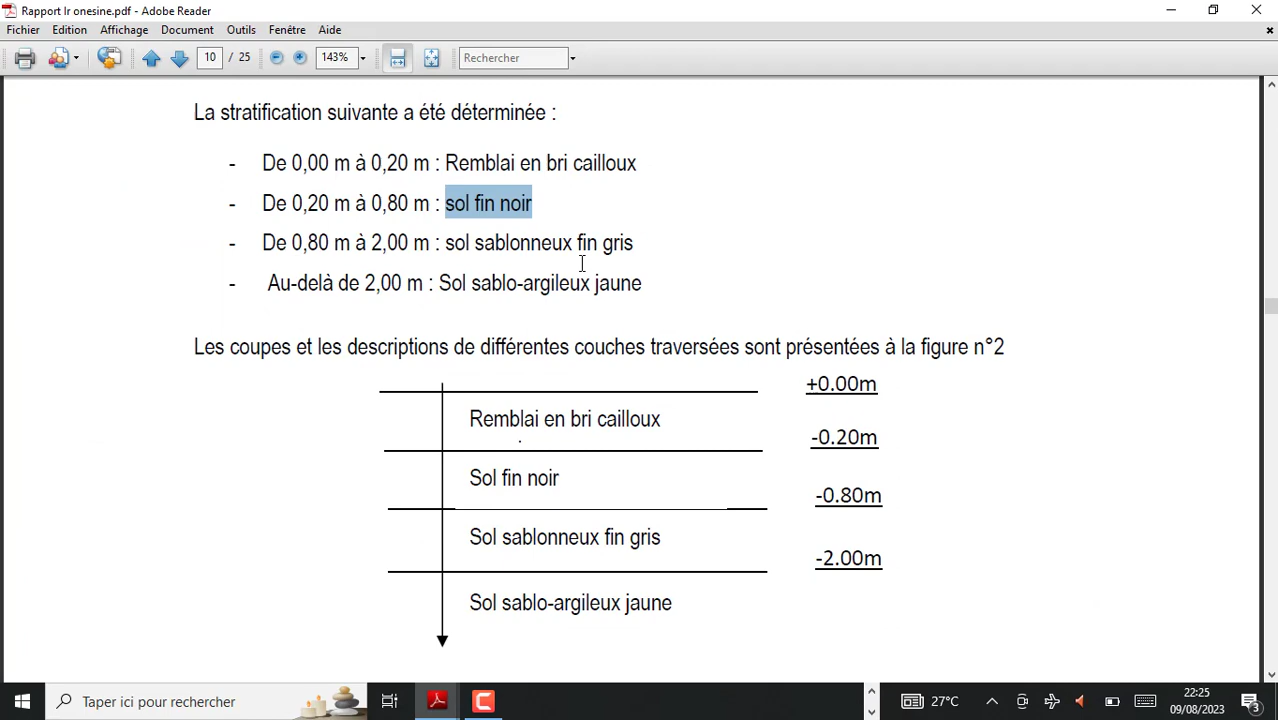 Rapport lr onesine.pdf - Adobe Reader
Fichier Edition Affichage Document Outils Fenêtre Aide
10 / 25 143% Rechercher
La stratification suivante a été déterminée :
- De 0,00 m à 0,20 m : Remblai en bri cailloux
- De 0,20 m à 0,80 m : sol fin noir
- De 0,80 m à 2,00 m : sol sablonneux fin gris
- Au-delà de 2,00 m : Sol sablo-argileux jaune
Les coupes et les descriptions de différentes couches traversées sont présentées à la figure n°2
+0.00m
Remblai en bri cailloux
-0.20m
Sol fin noir
-0.80m
Sol sablonneux fin gris
-2.00m
Sol sablo-argileux jaune
Taper ici pour rechercher
27°C
22:25
09/08/2023
3